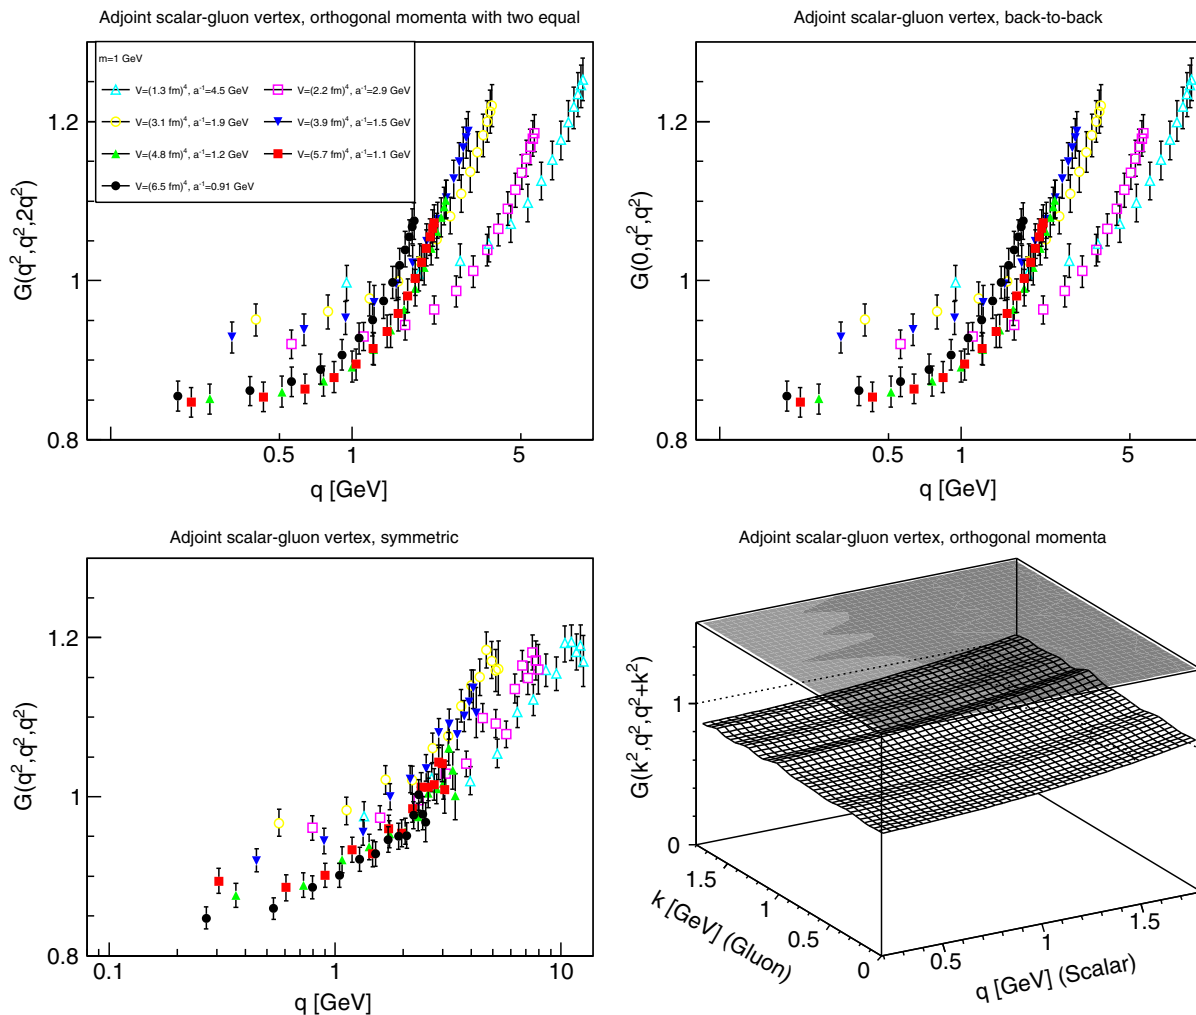 Adjoint scalar-gluon vertex, orthogonal momenta with two equal
G(q²,q²,2q²)
1.2
1
0.8
m=1 GeV
V=(1.3 fm)⁴, a⁻¹=4.5 GeV
V=(2.2 fm)⁴, a⁻¹=2.9 GeV
V=(3.1 fm)⁴, a⁻¹=1.9 GeV
V=(3.9 fm)⁴, a⁻¹=1.5 GeV
V=(4.8 fm)⁴, a⁻¹=1.2 GeV
V=(5.7 fm)⁴, a⁻¹=1.1 GeV
V=(6.5 fm)⁴, a⁻¹=0.91 GeV
0.5 1 5
q [GeV]
Adjoint scalar-gluon vertex, back-to-back
G(0,q²,q²)
1.2
1
0.8
0.5 1 5
q [GeV]
Adjoint scalar-gluon vertex, symmetric
G(q²,q²,q²)
1.2
1
0.8
0.1 1 10
q [GeV]
Adjoint scalar-gluon vertex, orthogonal momenta
G(k²,q²,q²+k²)
1
0
1.5
1
0.5
0
k [GeV] (Gluon)
0.5
1
1.5
q [GeV] (Scalar)